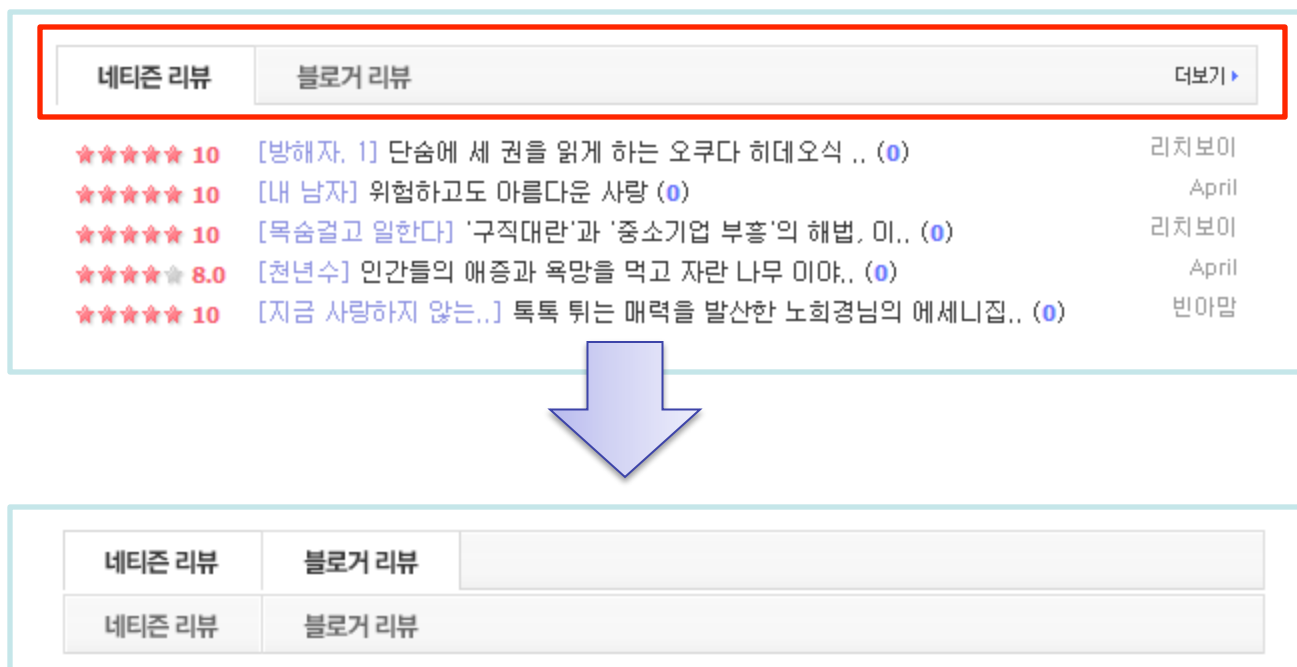 네티즌 리뷰 블로거 리뷰 더보기
10 [방해자. 1] 단숨에 세 권을 읽게 하는 오쿠다 히데오식 .. (0) 리치보이
10 [내 남자] 위험하고도 아름다운 사랑 (0) April
10 [목숨걸고 일한다] '구직대란'과 '중소기업 부흥'의 해법, 미.. (0) 리치보이
8.0 [천년수] 인간들의 애증과 욕망을 먹고 자란 나무 이야.. (0) April
10 [지금 사랑하지 않는..] 톡톡 튀는 매력을 발산한 노희경님의 에세니집.. (0) 빈아맘
네티즌 리뷰 블로거 리뷰
네티즌 리뷰 블로거 리뷰